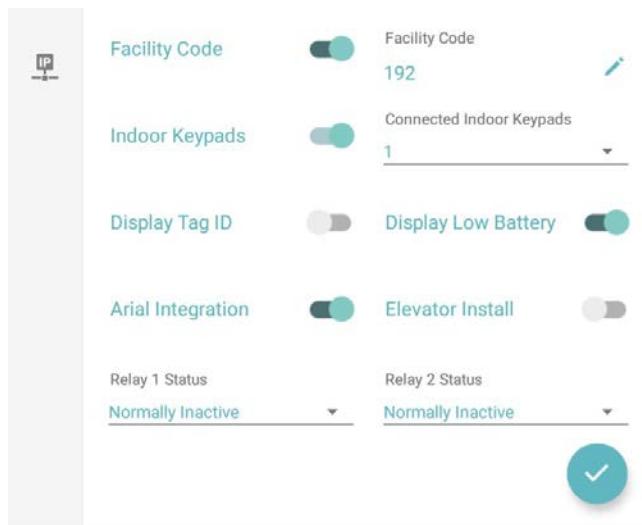 IP
Facility Code
Facility Code
192
Indoor Keypads
Connected Indoor Keypads
1
Display Tag ID
Display Low Battery
Arial Integration
Elevator Install
Relay 1 Status
Normally Inactive
Relay 2 Status
Normally Inactive